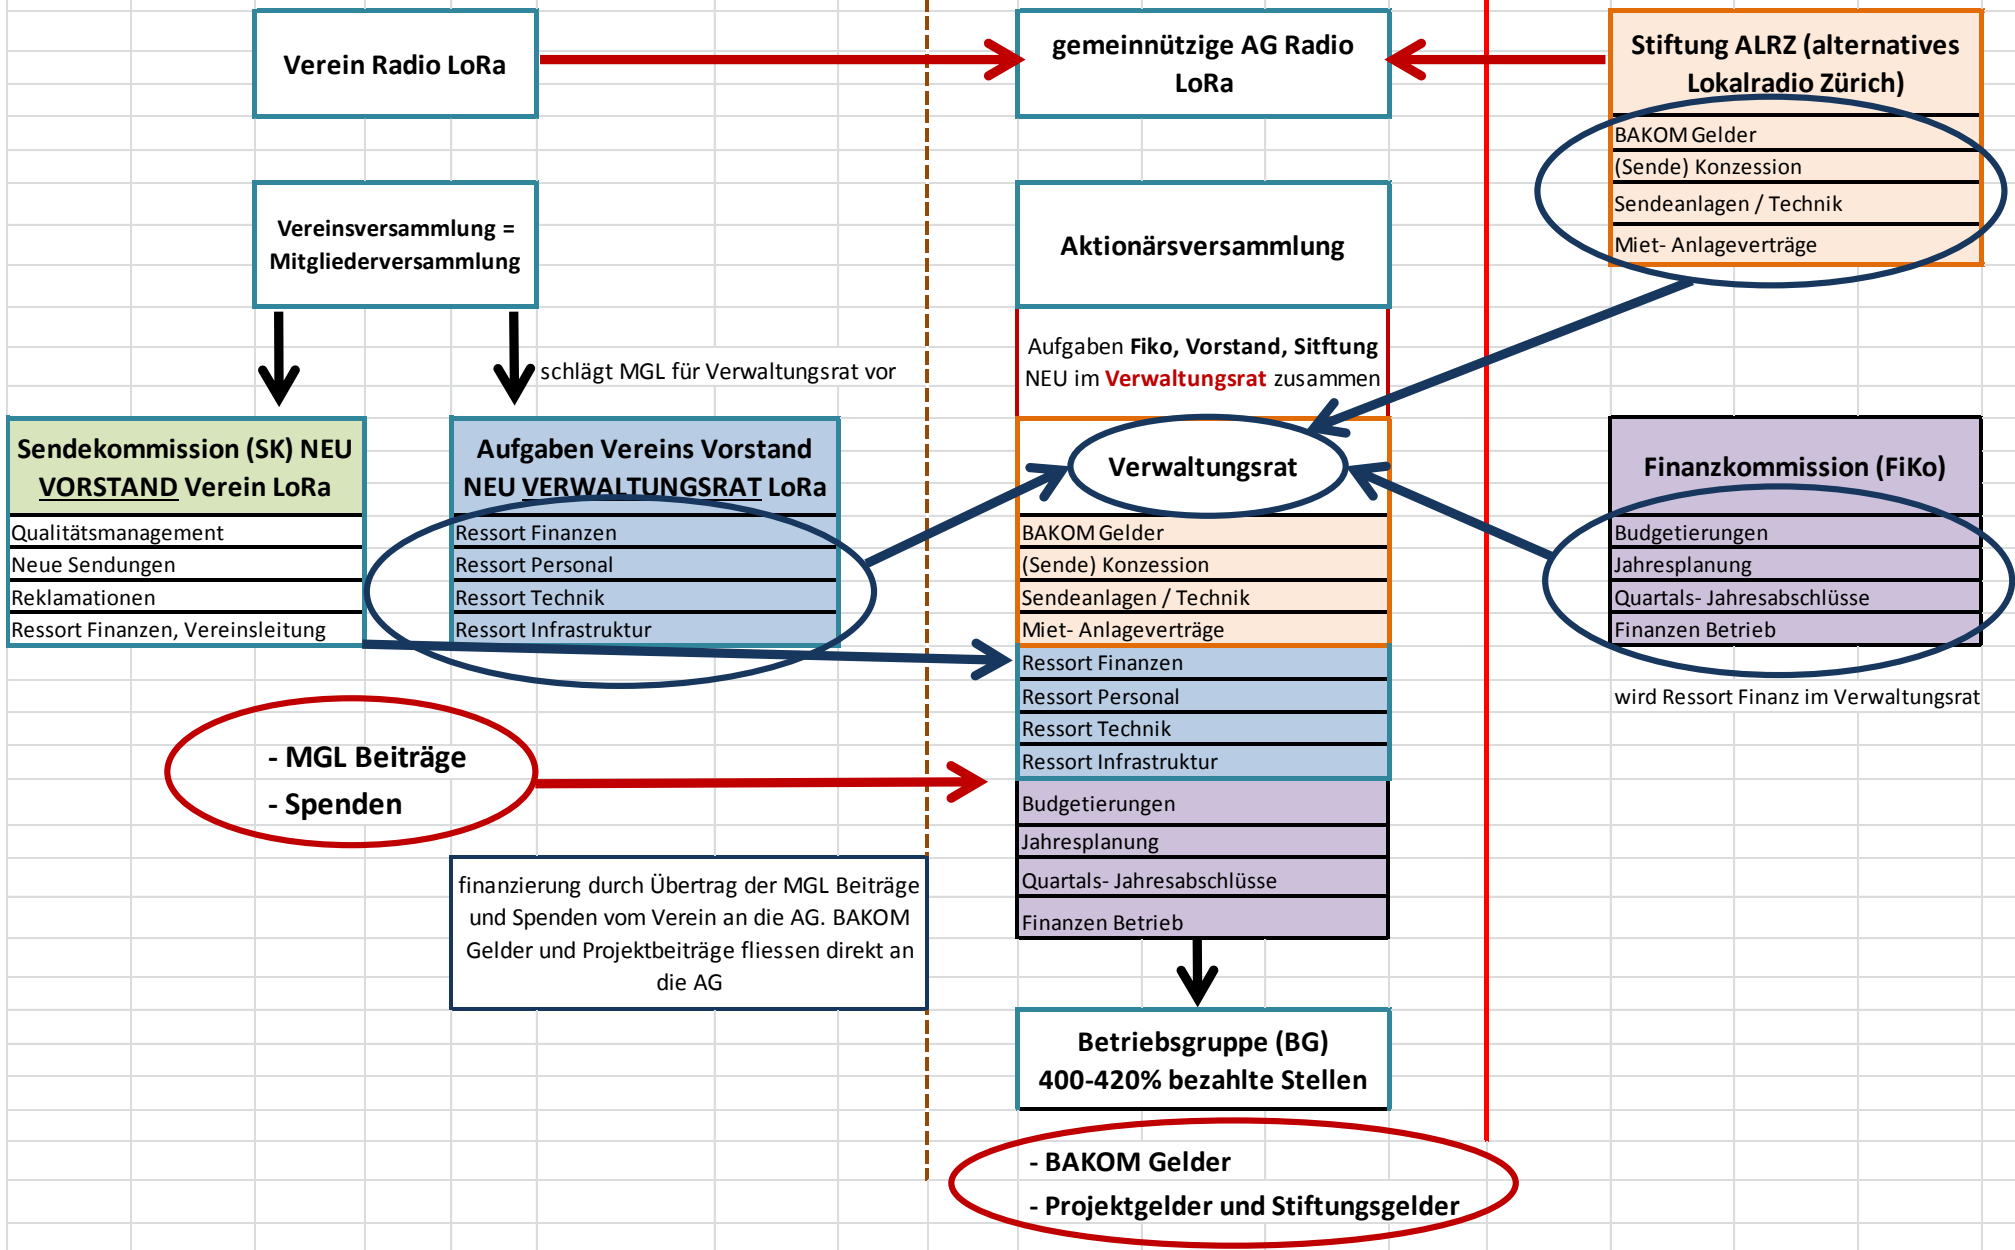 Verein Radio LoRa
gemeinnützige AG Radio
LoRa
Stiftung ALRZ (alternatives
Lokalradio Zürich)
BAKOM Gelder
(Sende) Konzession
Sendeanlagen / Technik
Miet- Anlageverträge
Vereinsversammlung =
Mitgliederversammlung
Aktionärsversammlung
schlägt MGL für Verwaltungsrat vor
Aufgaben Fiko, Vorstand, Sitftung
NEU im Verwaltungsrat zusammen
Sendekommission (SK) NEU
VORSTAND Verein LoRa
Qualitätsmanagement
Neue Sendungen
Reklamationen
Ressort Finanzen, Vereinsleitung
Aufgaben Vereins Vorstand
NEU VERWALTUNGSRAT LoRa
Ressort Finanzen
Ressort Personal
Ressort Technik
Ressort Infrastruktur
Verwaltungsrat
BAKOM Gelder
(Sende) Konzession
Sendeanlagen / Technik
Miet- Anlageverträge
Ressort Finanzen
Ressort Personal
Ressort Technik
Ressort Infrastruktur
Budgetierungen
Jahresplanung
Quartals- Jahresabschlüsse
Finanzen Betrieb
Finanzkommission (FiKo)
Budgetierungen
Jahresplanung
Quartals- Jahresabschlüsse
Finanzen Betrieb
wird Ressort Finanz im Verwaltungsrat
- MGL Beiträge
- Spenden
finanzierung durch Übertrag der MGL Beiträge
und Spenden vom Verein an die AG. BAKOM
Gelder und Projektbeiträge fliessen direkt an
die AG
Betriebsgruppe (BG)
400-420% bezahlte Stellen
- BAKOM Gelder
- Projektgelder und Stiftungsgelder